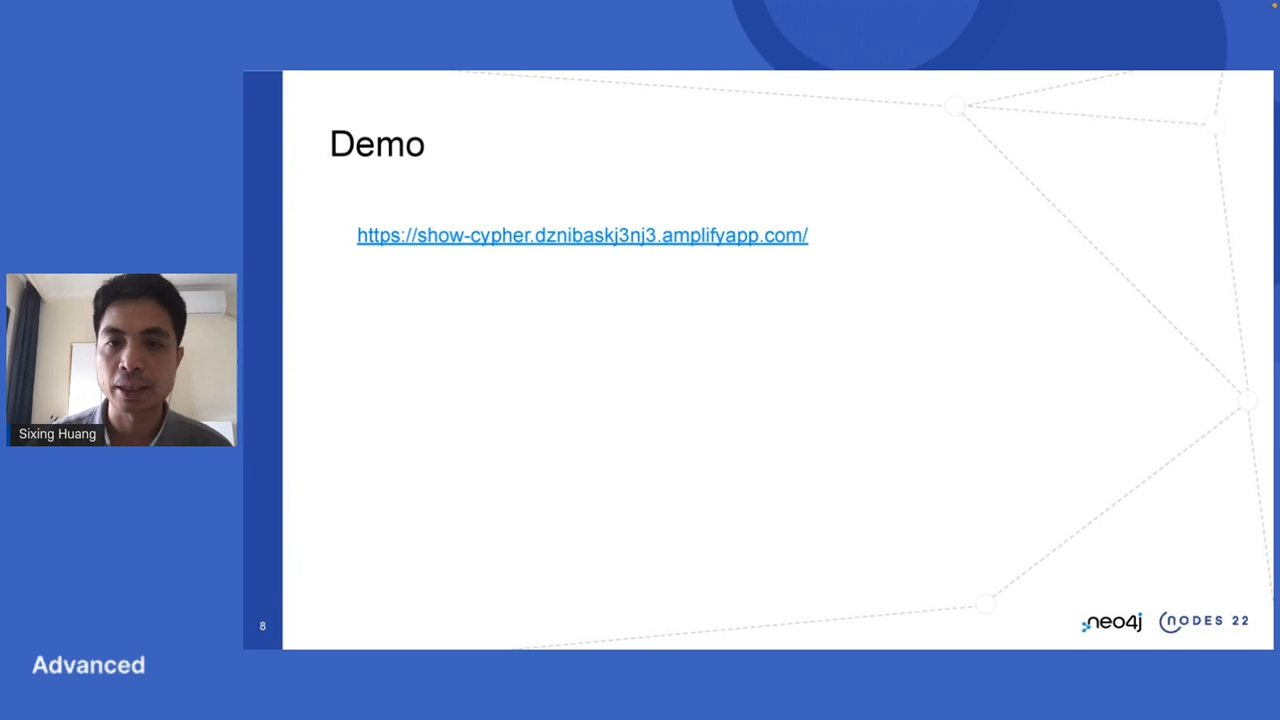 Demo
https://show-cypher.dznibaskj3nj3.amplifyapp.com/
Sixing Huang
8
neo4j
NODES 22
Advanced